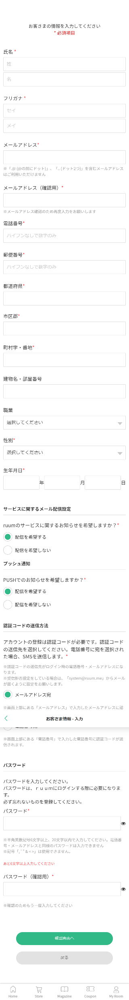 お客さまの情報を入力してください
* 必須項目
氏名 *
姓
名
フリガナ *
セイ
メイ
メールアドレス*
※「.@ (@の前にドット)」、「.. (ドット2つ)」を含むメールアドレス
はご利用いただけません
メールアドレス（確認用）*
※メールアドレス確認のため再度入力をお願いします
電話番号*
ハイフンなしで数字のみ
郵便番号*
ハイフンなしで数字のみ
都道府県*
市区郡*
町村字・番地*
建物名・部屋番号
職業
選択してください
性別*
選択してください
生年月日*
年 月 日
サービスに関するメール配信設定
ruumのサービスに関するお知らせを希望しますか？*
配信を希望する
配信を希望しない
プッシュ通知
PUSHでのお知らせを希望しますか？*
配信を希望する
配信を希望しない
認証コードの送信方法
アカウントの登録は認証コードが必要です。認証コード
の送信先を選択してください。電話番号に宛を選択され
た場合、SMSを送信します。*
※認証コードの送信先がログイン時の電話番号・メールアドレスにな
ります。
※受信拒否設定をしている場合は、「system@ruum.me」からメール
が届くように設定をお願いします。
メールアドレス宛
※画面上部にある「メールアドレス」で入力したメールアドレスに認
お客さま情報 - 入力
※画面上部にある「電話番号」で入力した電話番号に認証コードが送
信されます。
パスワード
パスワードを入力してください。
パスワードは、ｒｕｕｍにログインする際に必要になりま
す。
必ず忘れないものを登録してください。
パスワード*
※半角英数記号6文字以上、20文字以内で入力してください。電話番
号・メールアドレスと同様のパスワードは入力できません
※記号「, ' " & < >」は使用できません。
あと6文字以上入力してください
パスワード（確認用）*
※確認のためもう一度入力してください
確認画面へ
戻る
Home Store Magazine Coupon My Room